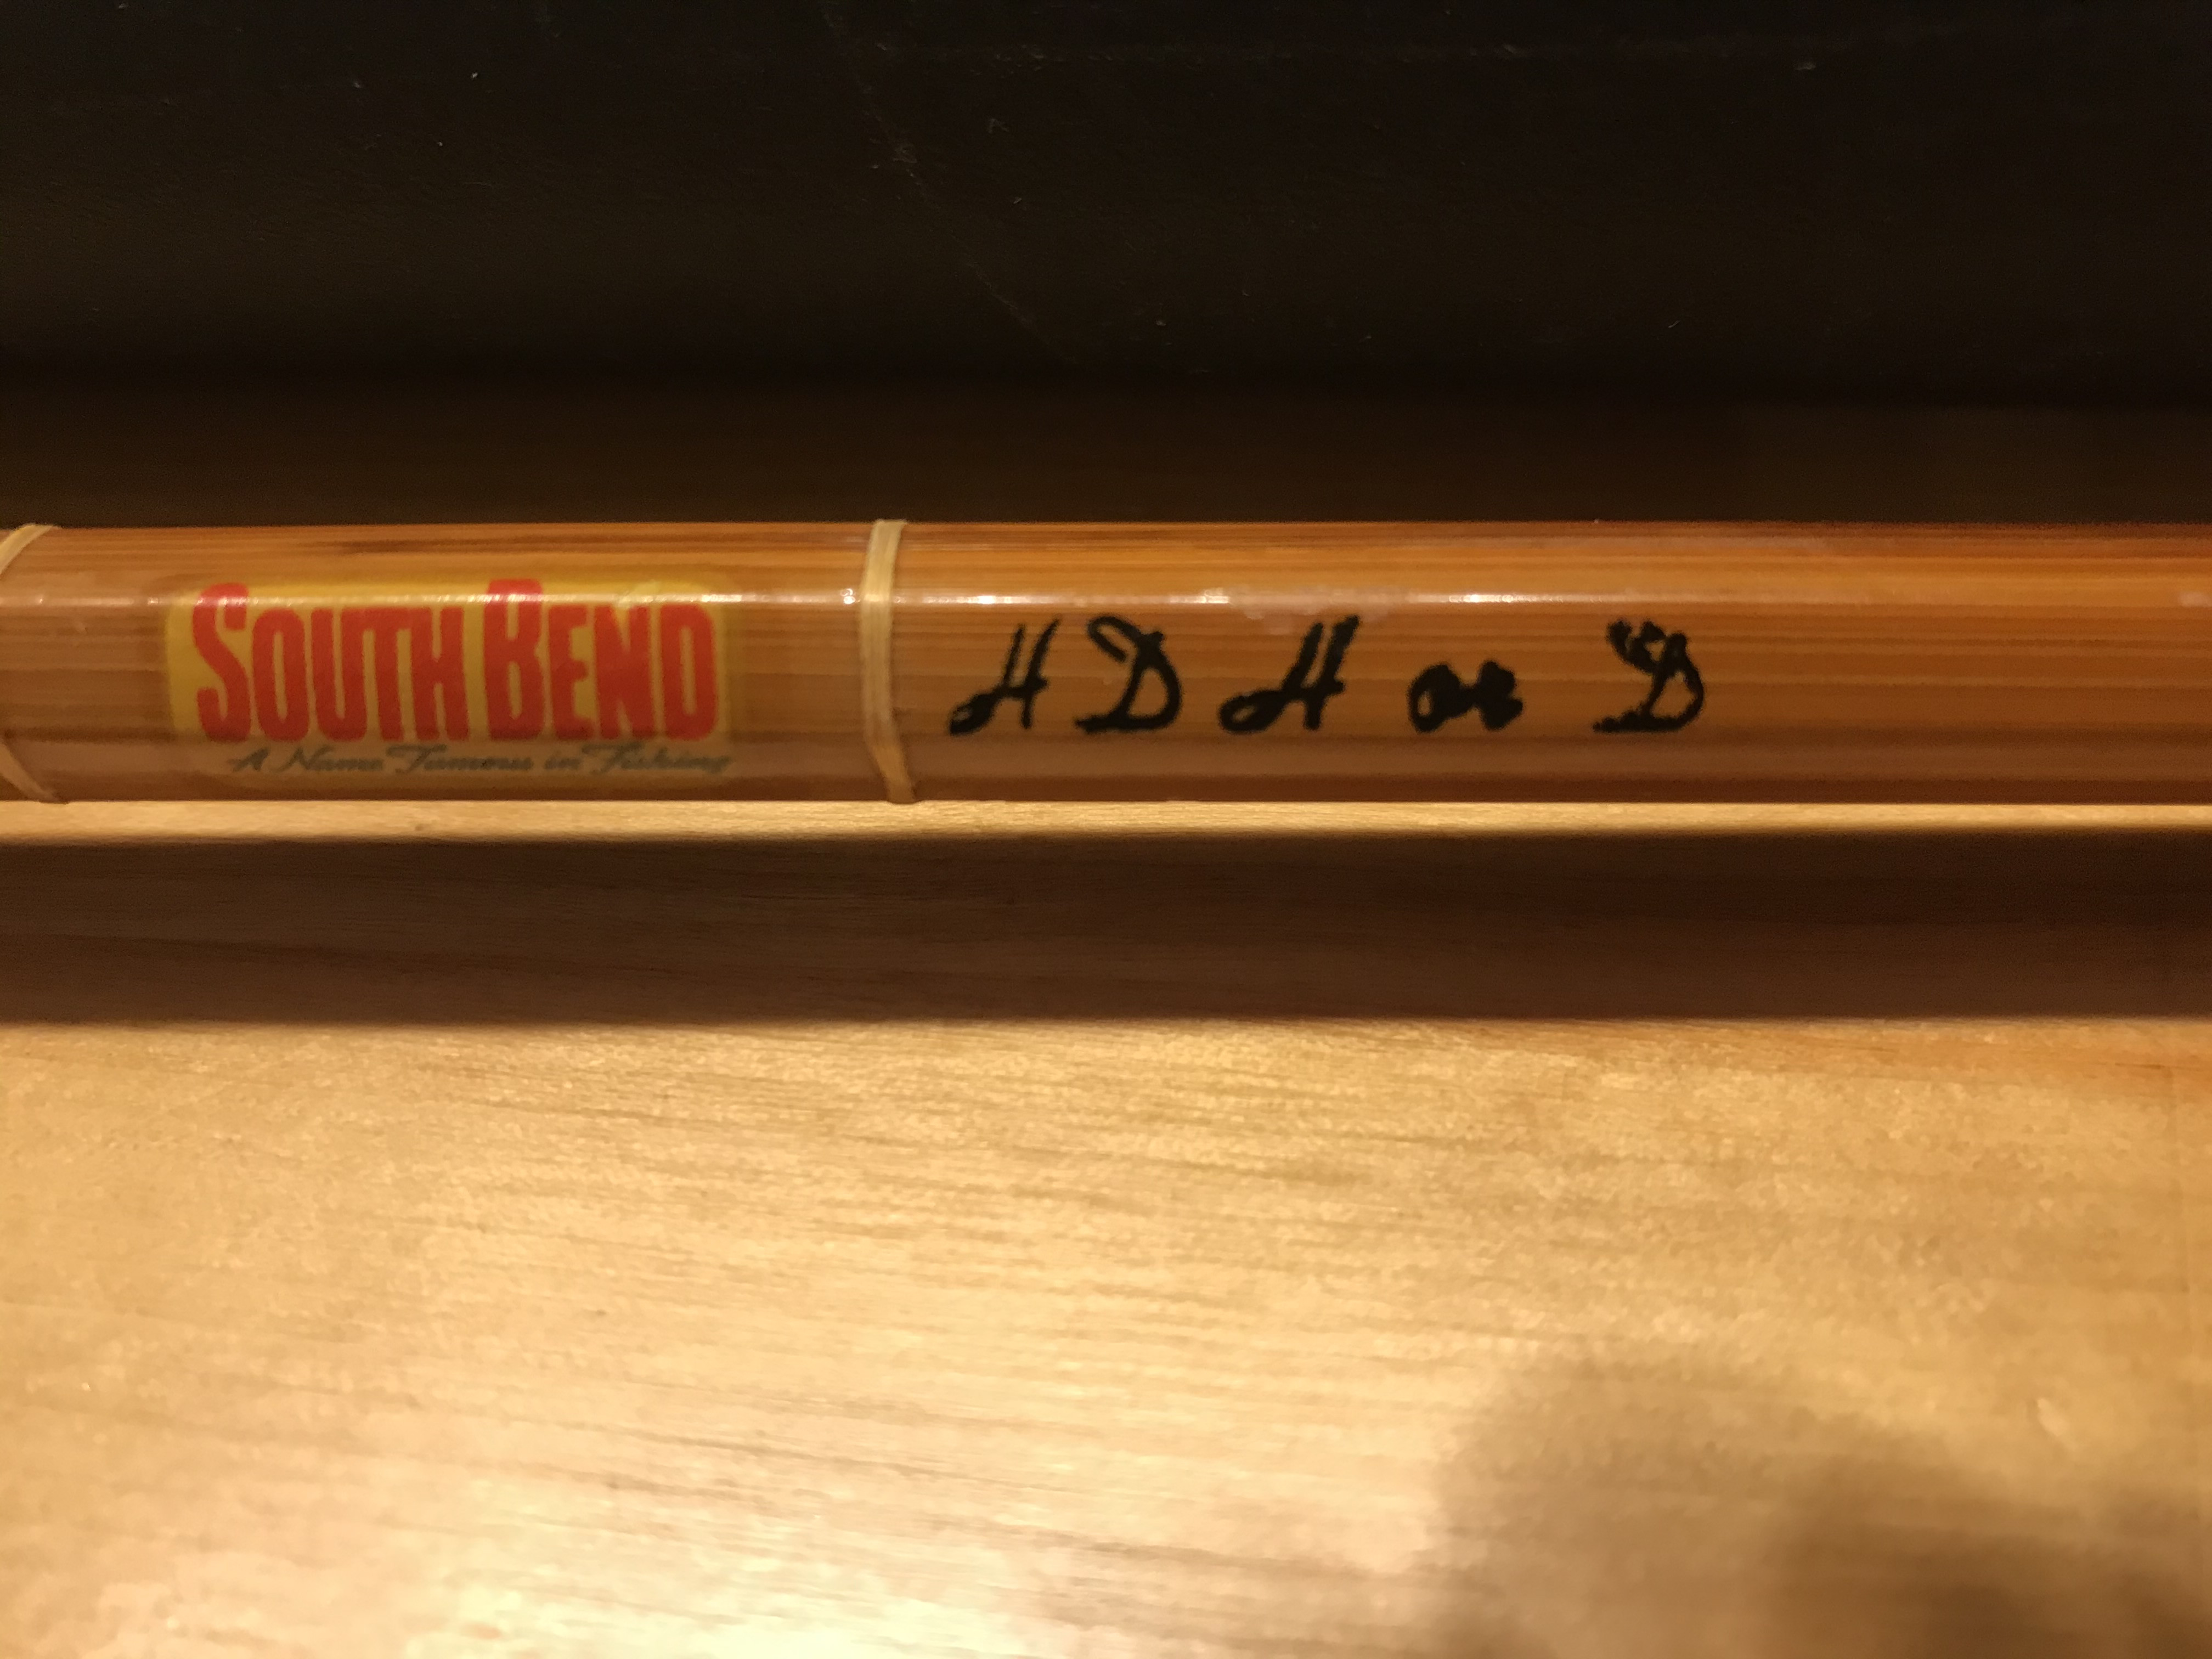 SOUTH BEND
A Name Famous in Fishing
HDH or D